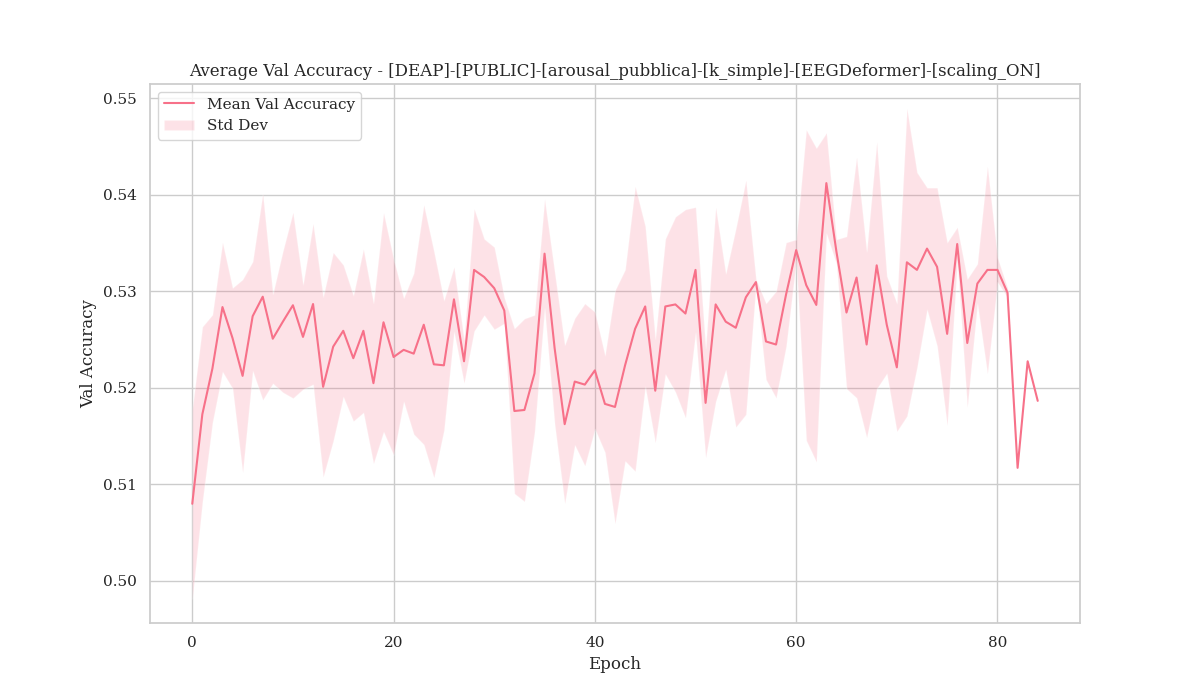 Average Val Accuracy - [DEAP]-[PUBLIC]-[arousal_pubblica]-[k_simple]-[EEGDeformer]-[scaling_ON]
Mean Val Accuracy
Std Dev
Val Accuracy
0.55
0.54
0.53
0.52
0.51
0.50
0
20
40
60
80
Epoch